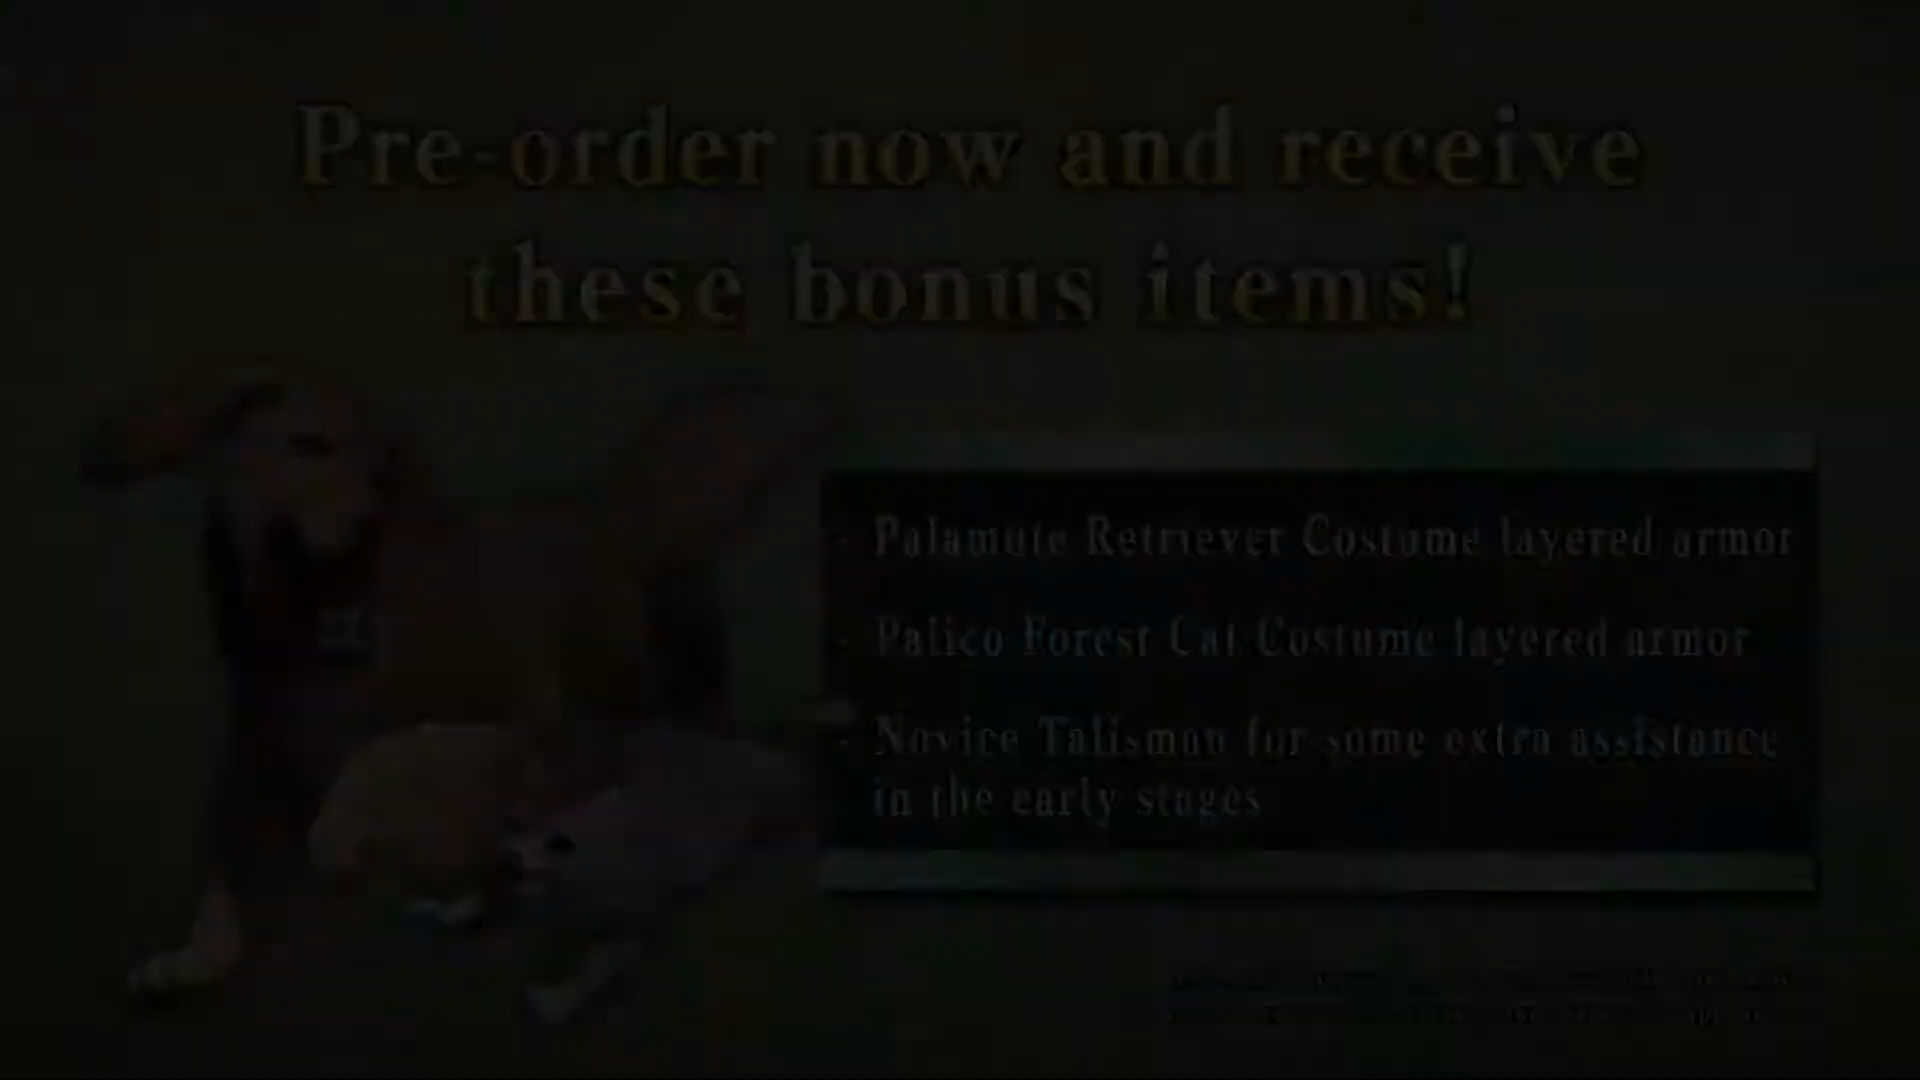 Pre-order now and receive
these bonus items!
- Palamute Retriever Costume layered armor
- Palico Forest Cat Costume layered armor
- Novice Talisman for some extra assistance
in the early stages